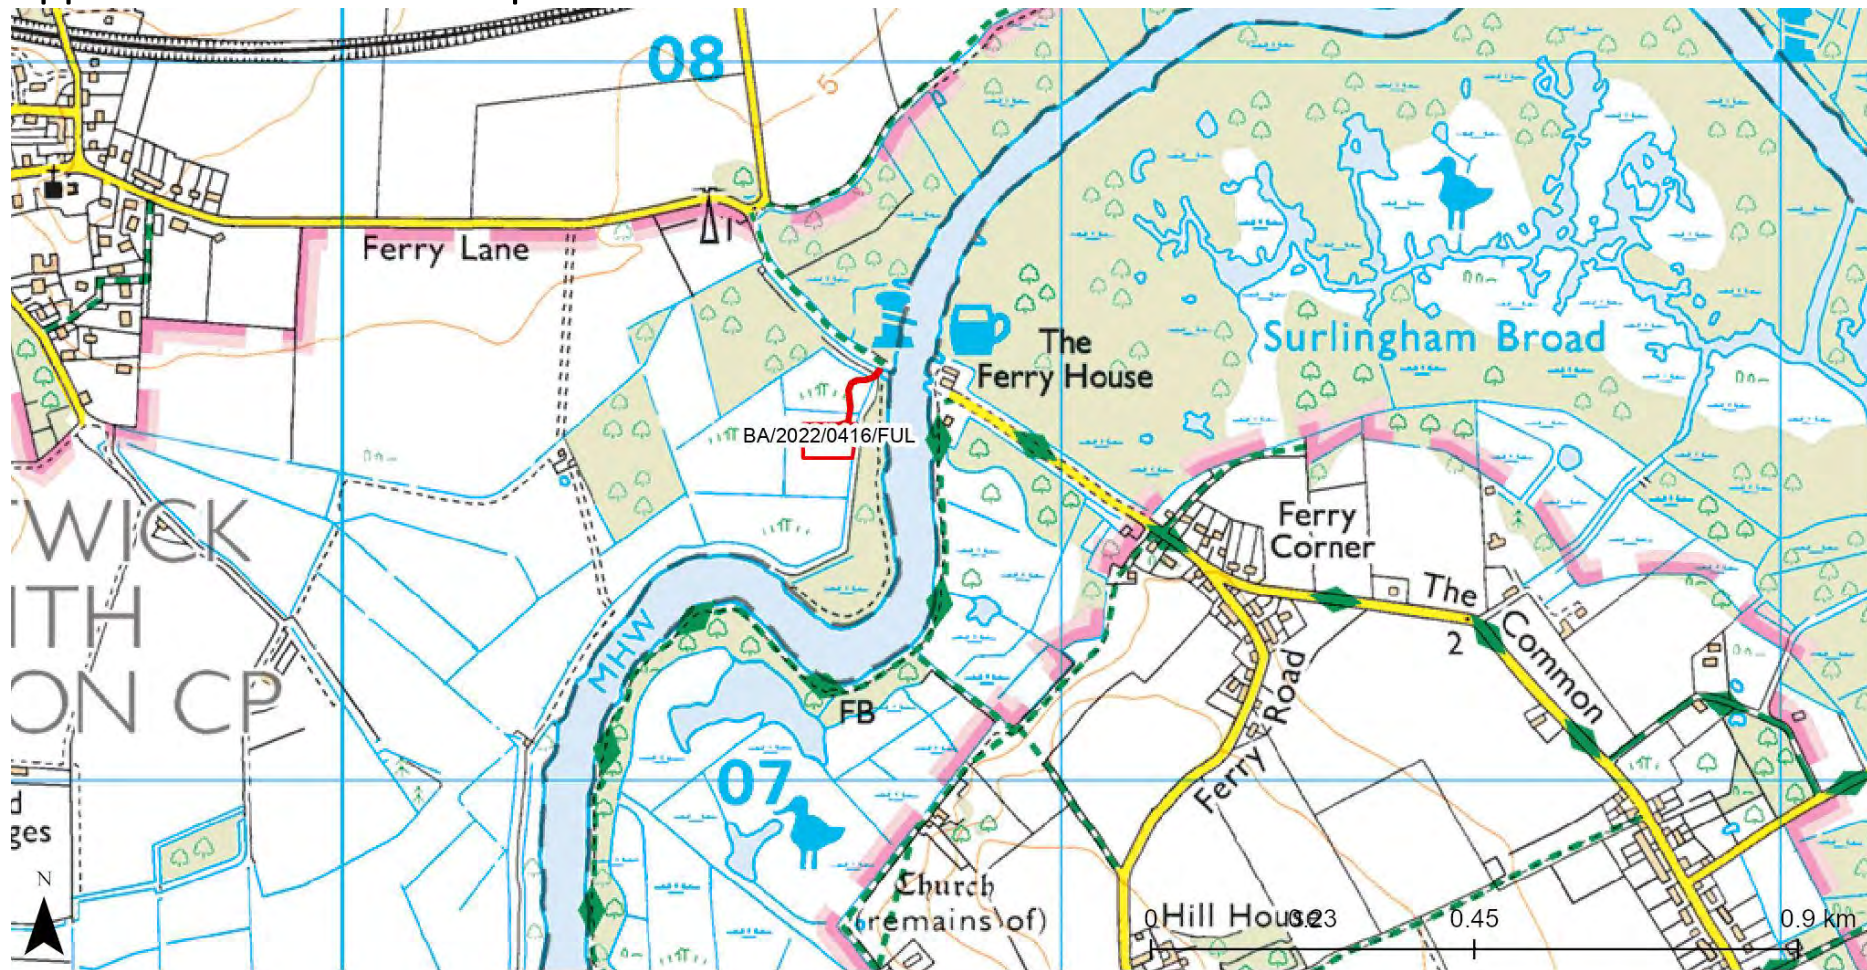 08
5
Ferry Lane
The
Ferry House
Surlingham Broad
BA/2022/0416/FUL
WICK
ITH
ON CP
MHW
Ferry
Corner
The Common
2
Ferry Road
FB
07
ges
N
Church
(remains of)
Hill House
0
0.23
0.45
0.9 km